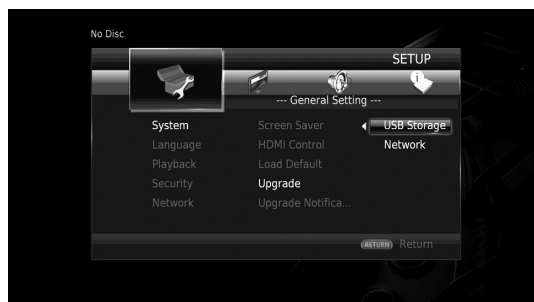 No Disc
SETUP
--- General Setting ---
System Screen Saver USB Storage
Language HDMI Control Network
Playback Load Default
Security Upgrade
Network Upgrade Notifica...
RETURN Return